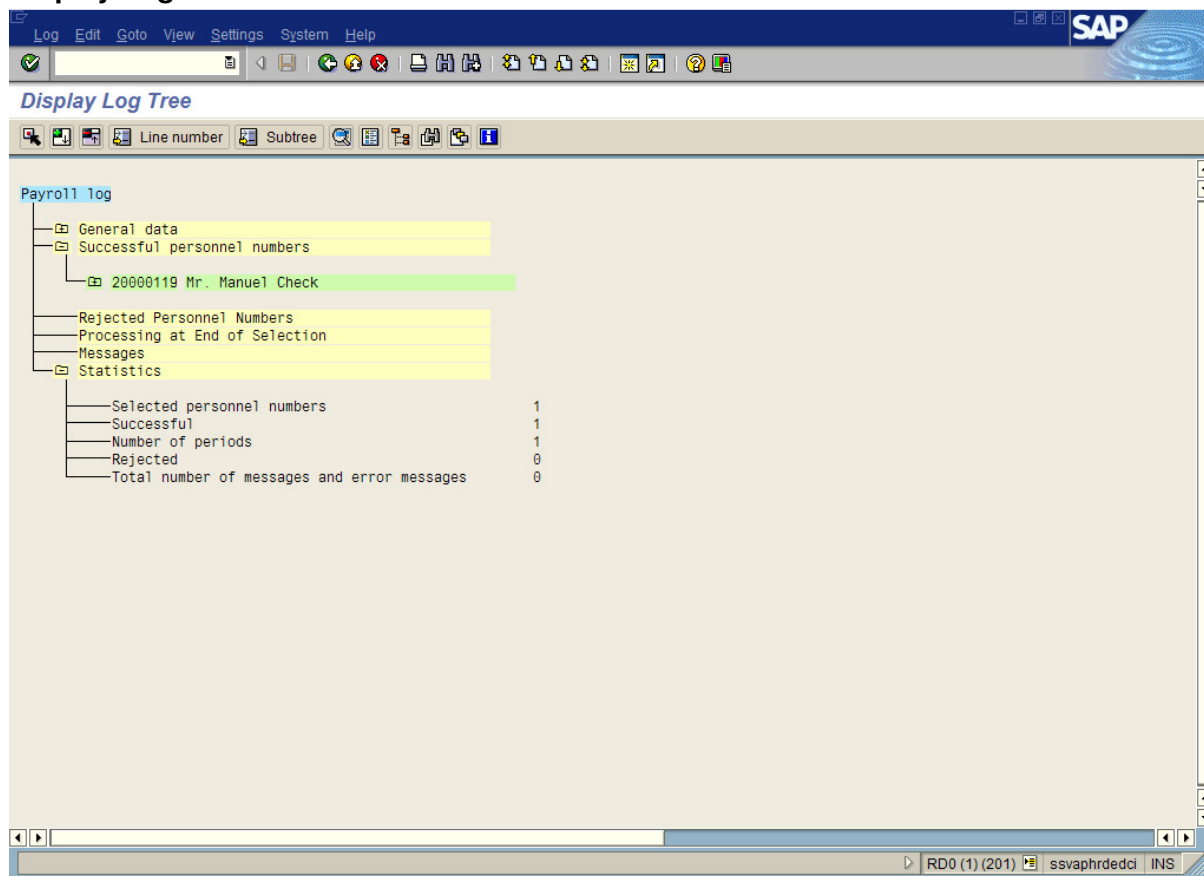 Log Edit Goto View Settings System Help
SAP
Display Log Tree
Line number Subtree
Payroll log
General data
Successful personnel numbers
20000119 Mr. Manuel Check
Rejected Personnel Numbers
Processing at End of Selection
Messages
Statistics
Selected personnel numbers 1
Successful 1
Number of periods 1
Rejected 0
Total number of messages and error messages 0
RD0 (1) (201) ssvaphrdedci INS